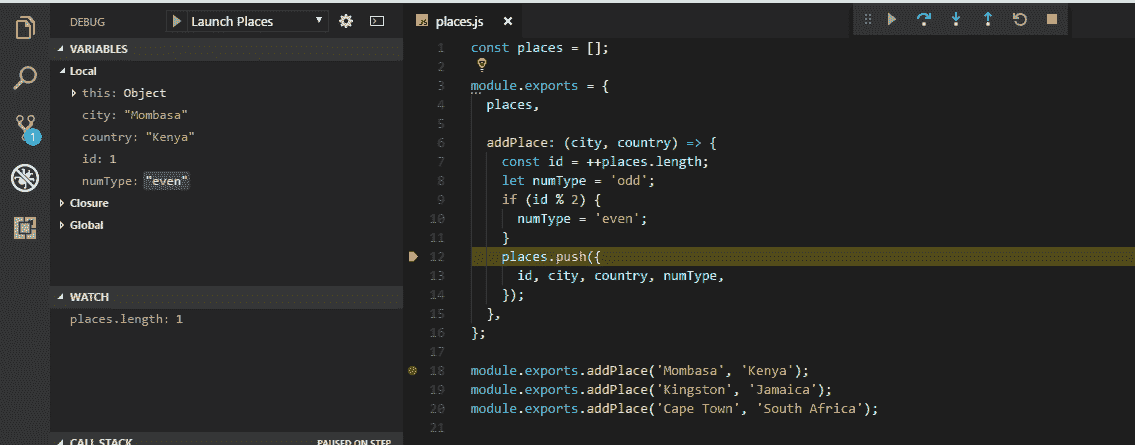 DEBUG
Launch Places
VARIABLES
Local
this: Object
city: "Mombasa"
country: "Kenya"
id: 1
numType: "even"
Closure
Global
WATCH
places.length: 1
CALL STACK PAUSED ON STEP
1
JS places.js
1 const places = [];
2
3 module.exports = {
4 places,
5
6 addPlace: (city, country) => {
7 const id = ++places.length;
8 let numType = 'odd';
9 if (id % 2) {
10 numType = 'even';
11 }
12 places.push({
13 id, city, country, numType,
14 });
15 },
16 };
17
18 module.exports.addPlace('Mombasa', 'Kenya');
19 module.exports.addPlace('Kingston', 'Jamaica');
20 module.exports.addPlace('Cape Town', 'South Africa');
21